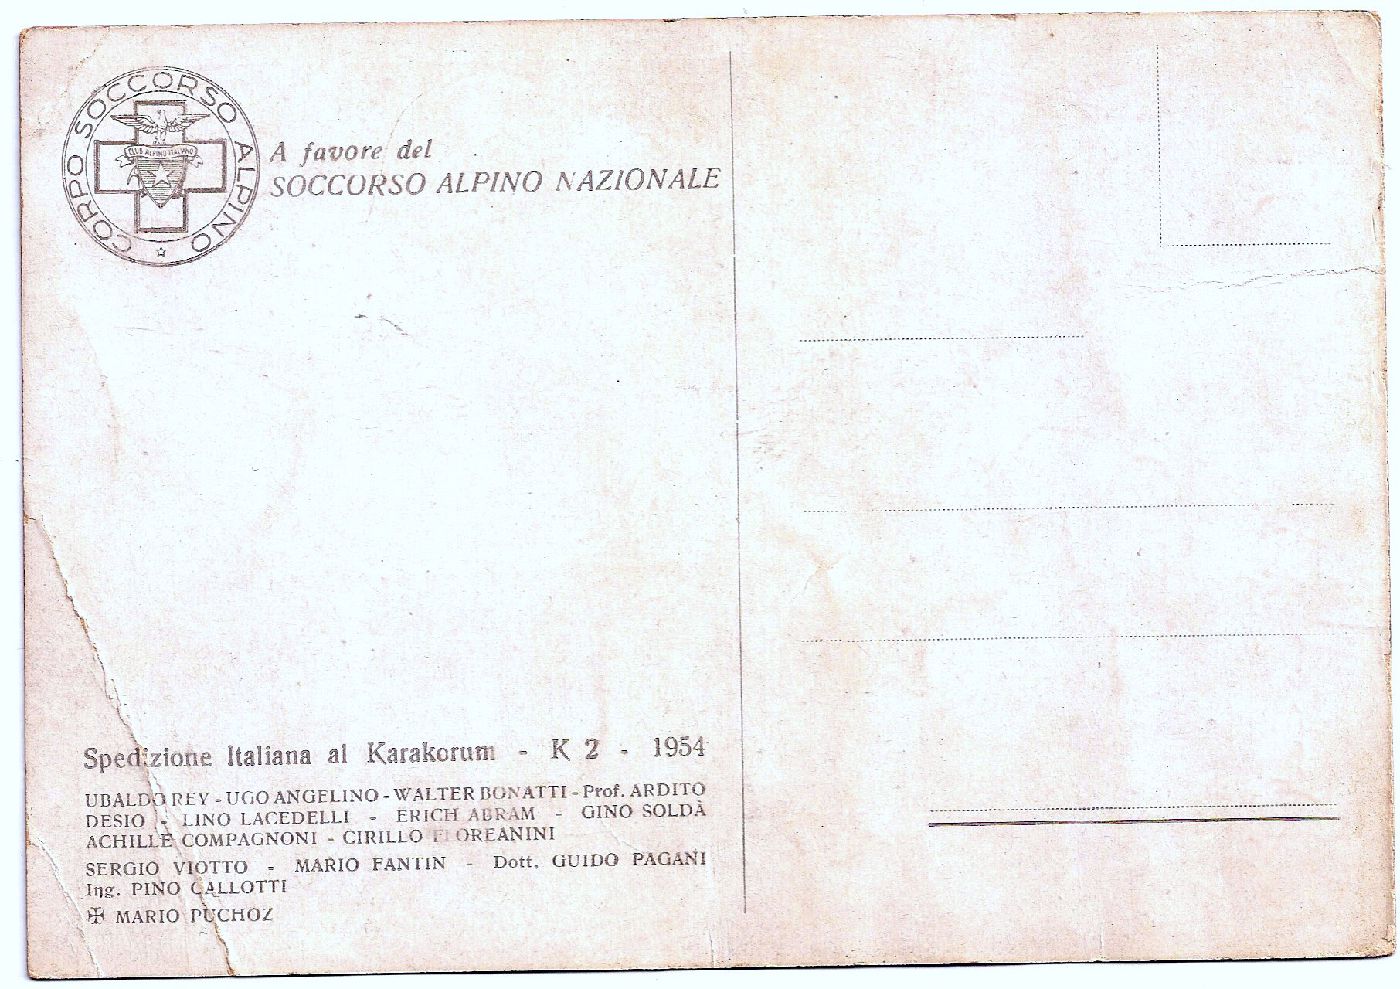 CORPO SOCCORSO ALPINO
CLUB ALPINO ITALIANO
A favore del
SOCCORSO ALPINO NAZIONALE
Spedizione Italiana al Karakorum - K 2 - 1954
UBALDO REY - UGO ANGELINO - WALTER BONATTI - Prof. ARDITO
DESIO - LINO LACEDELLI - ERICH ABRAM - GINO SOLDÀ
ACHILLE COMPAGNONI - CIRILLO FLOREANINI
SERGIO VIOTTO - MARIO FANTIN - Dott. GUIDO PAGANI
Ing. PINO GALLOTTI
✠ MARIO PUCHOZ